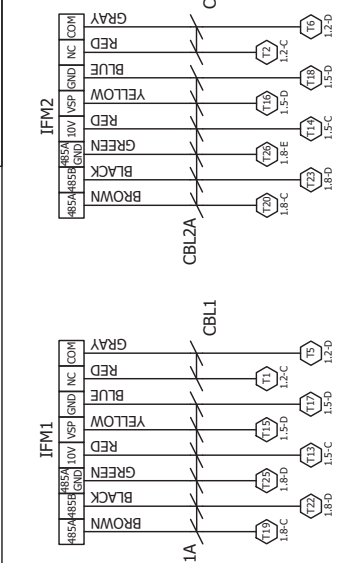 IFM2
485A
485B
485A GND
10V
VSP
GND
NC
COM
BROWN
BLACK
GREEN
RED
YELLOW
BLUE
RED
GRAY
CBL2A
C
T20
1.8-C
T23
1.8-D
T26
1.8-E
T14
1.5-C
T16
1.5-D
T18
1.5-D
T2
1.2-C
T6
1.2-D
IFM1
485A
485B
485A GND
10V
VSP
GND
NC
COM
BROWN
BLACK
GREEN
RED
YELLOW
BLUE
RED
GRAY
1A
CBL1
T19
1.8-C
T22
1.8-D
T25
1.8-D
T13
1.5-C
T15
1.5-D
T17
1.5-D
T1
1.2-C
T5
1.2-D